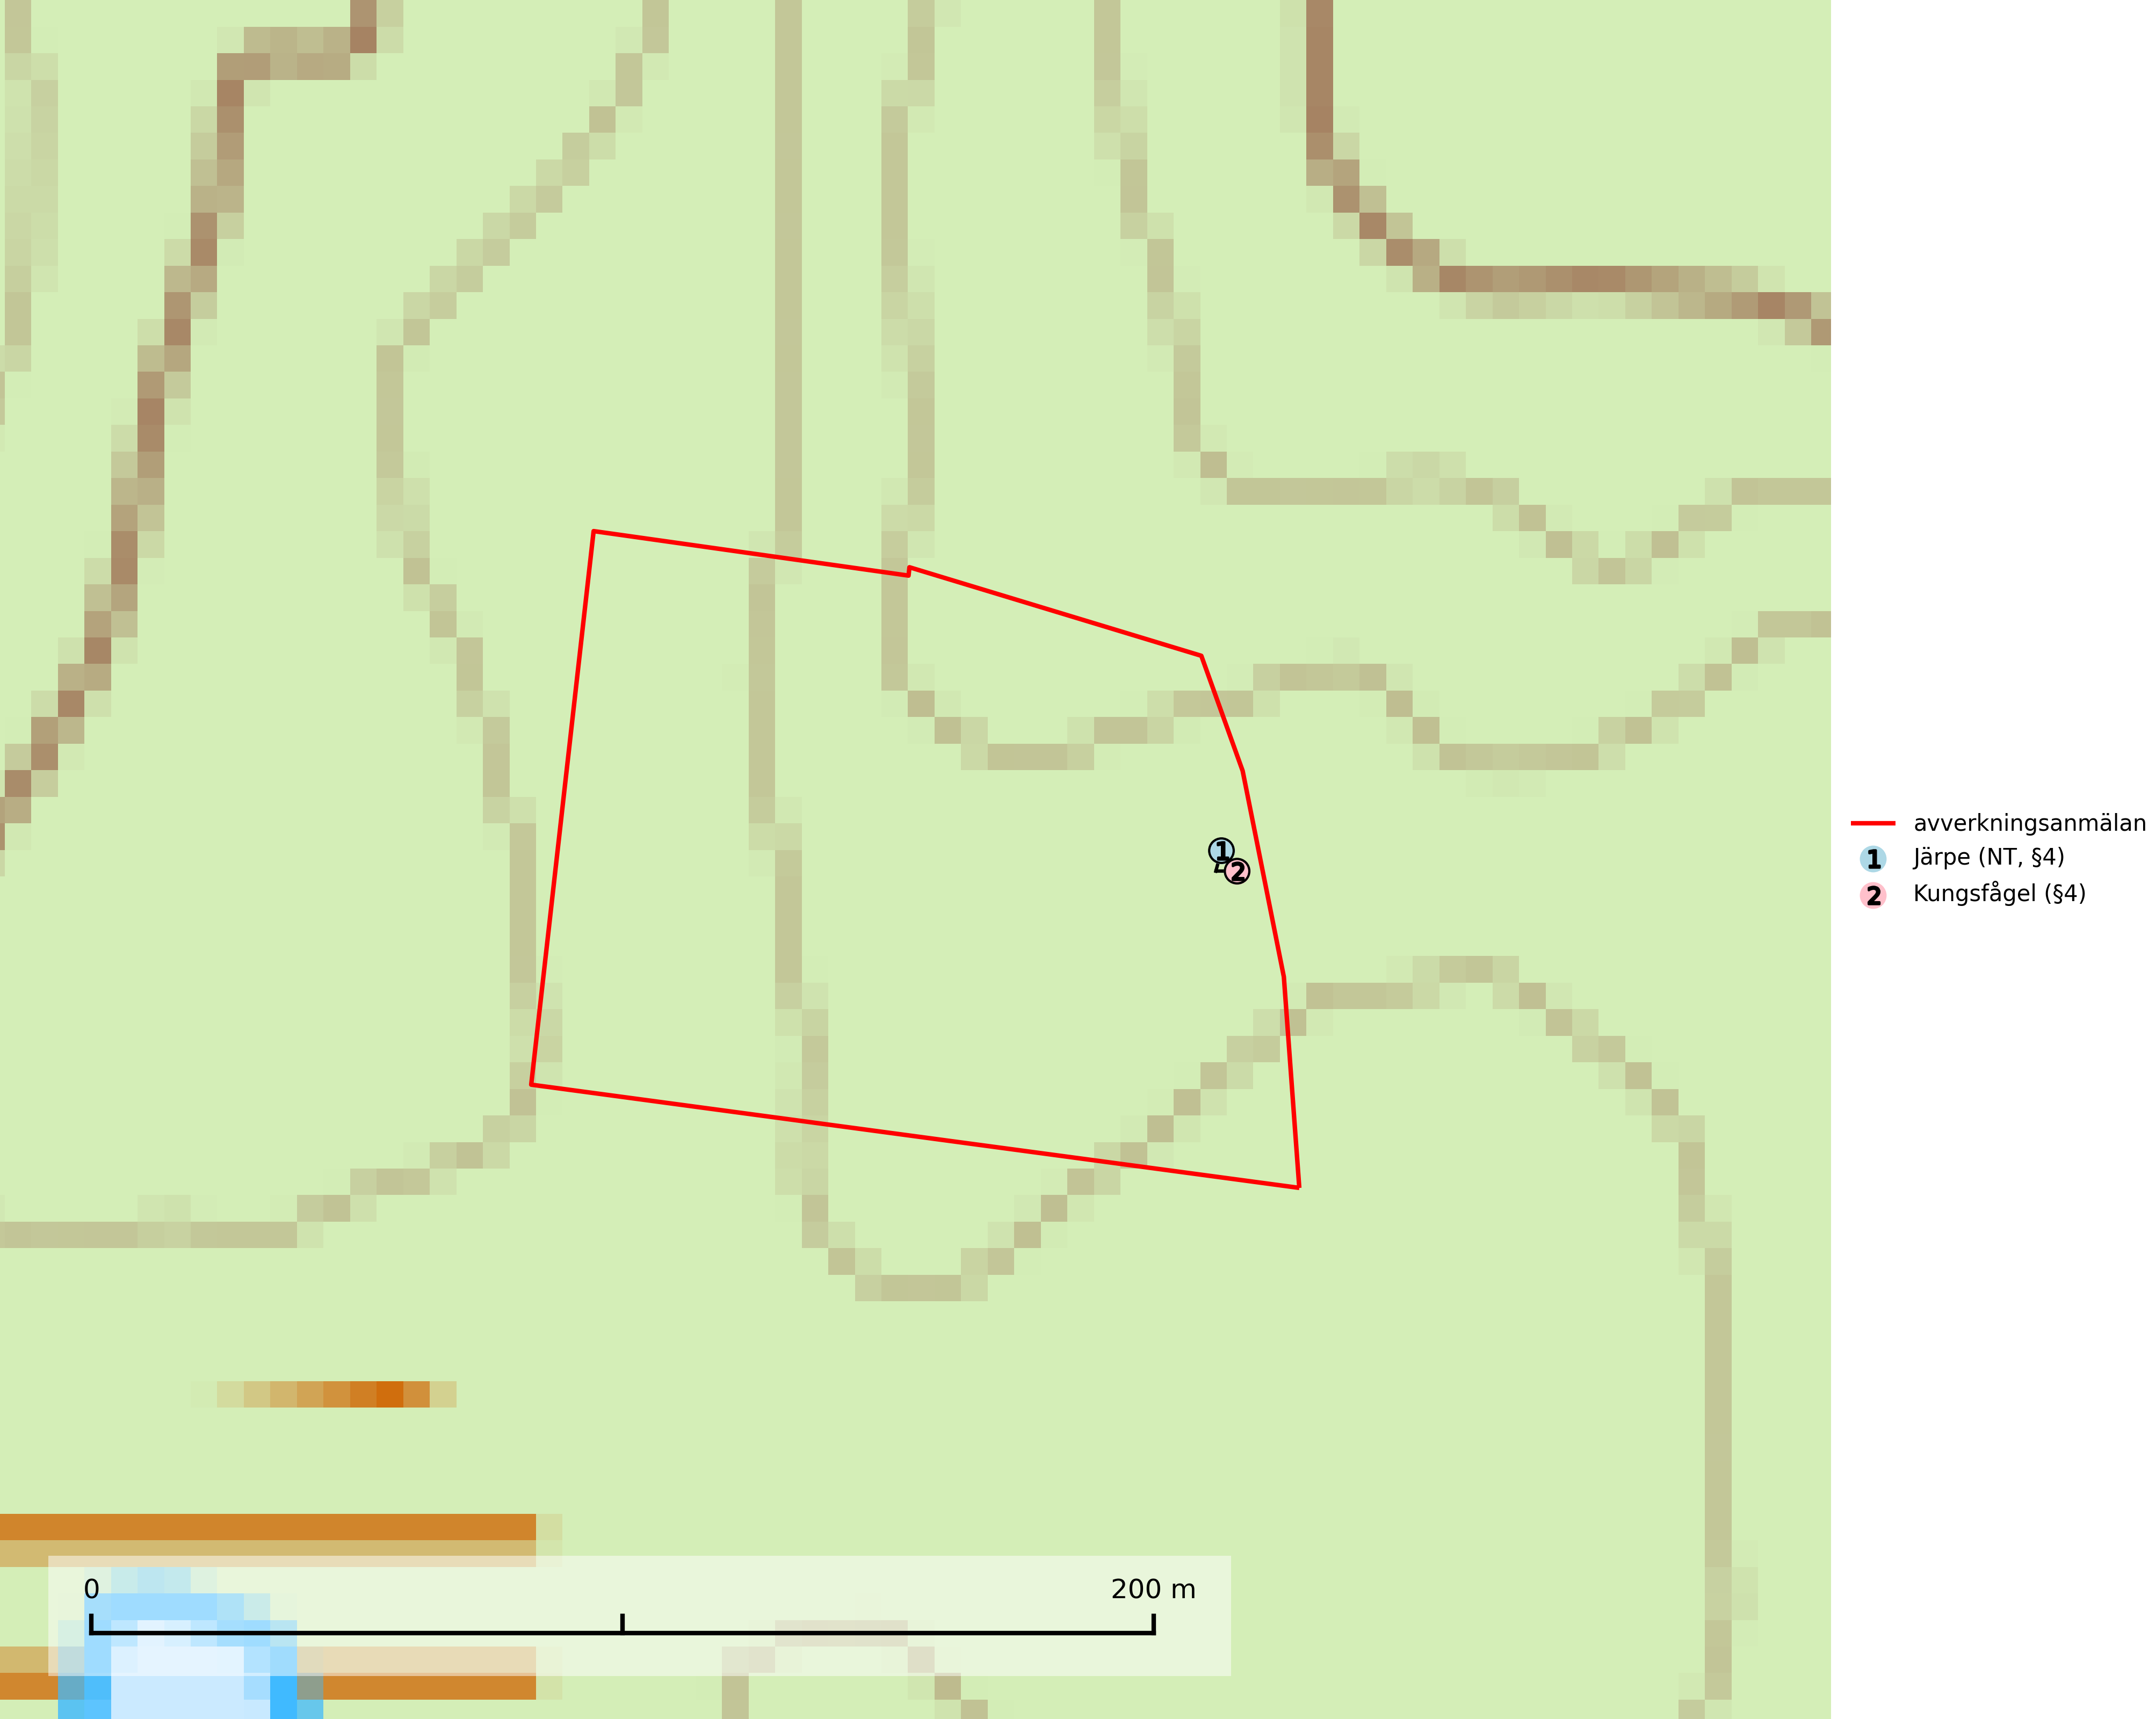 avverkningsanmälan
1 Järpe (NT, §4)
2 Kungsfågel (§4)
1
2
0 200 m